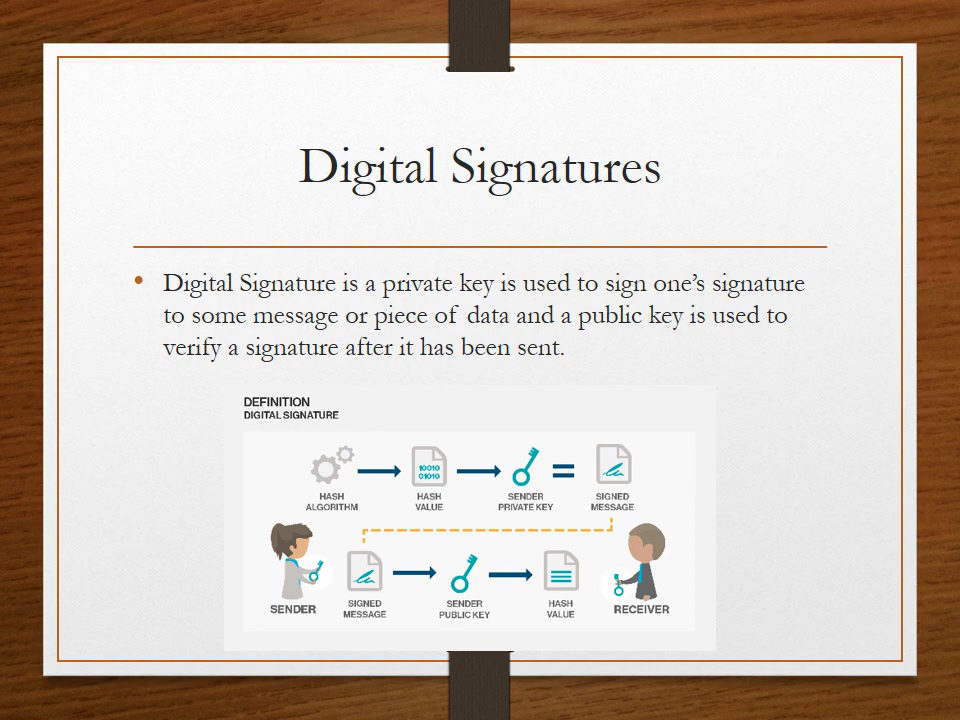 Digital Signatures
• Digital Signature is a private key is used to sign one’s signature
to some message or piece of data and a public key is used to
verify a signature after it has been sent.
DEFINITION
DIGITAL SIGNATURE
10010
01010
HASH
ALGORITHM
HASH
VALUE
SENDER
PRIVATE KEY
=
SIGNED
MESSAGE
SENDER
SIGNED
MESSAGE
SENDER
PUBLIC KEY
HASH
VALUE
RECEIVER